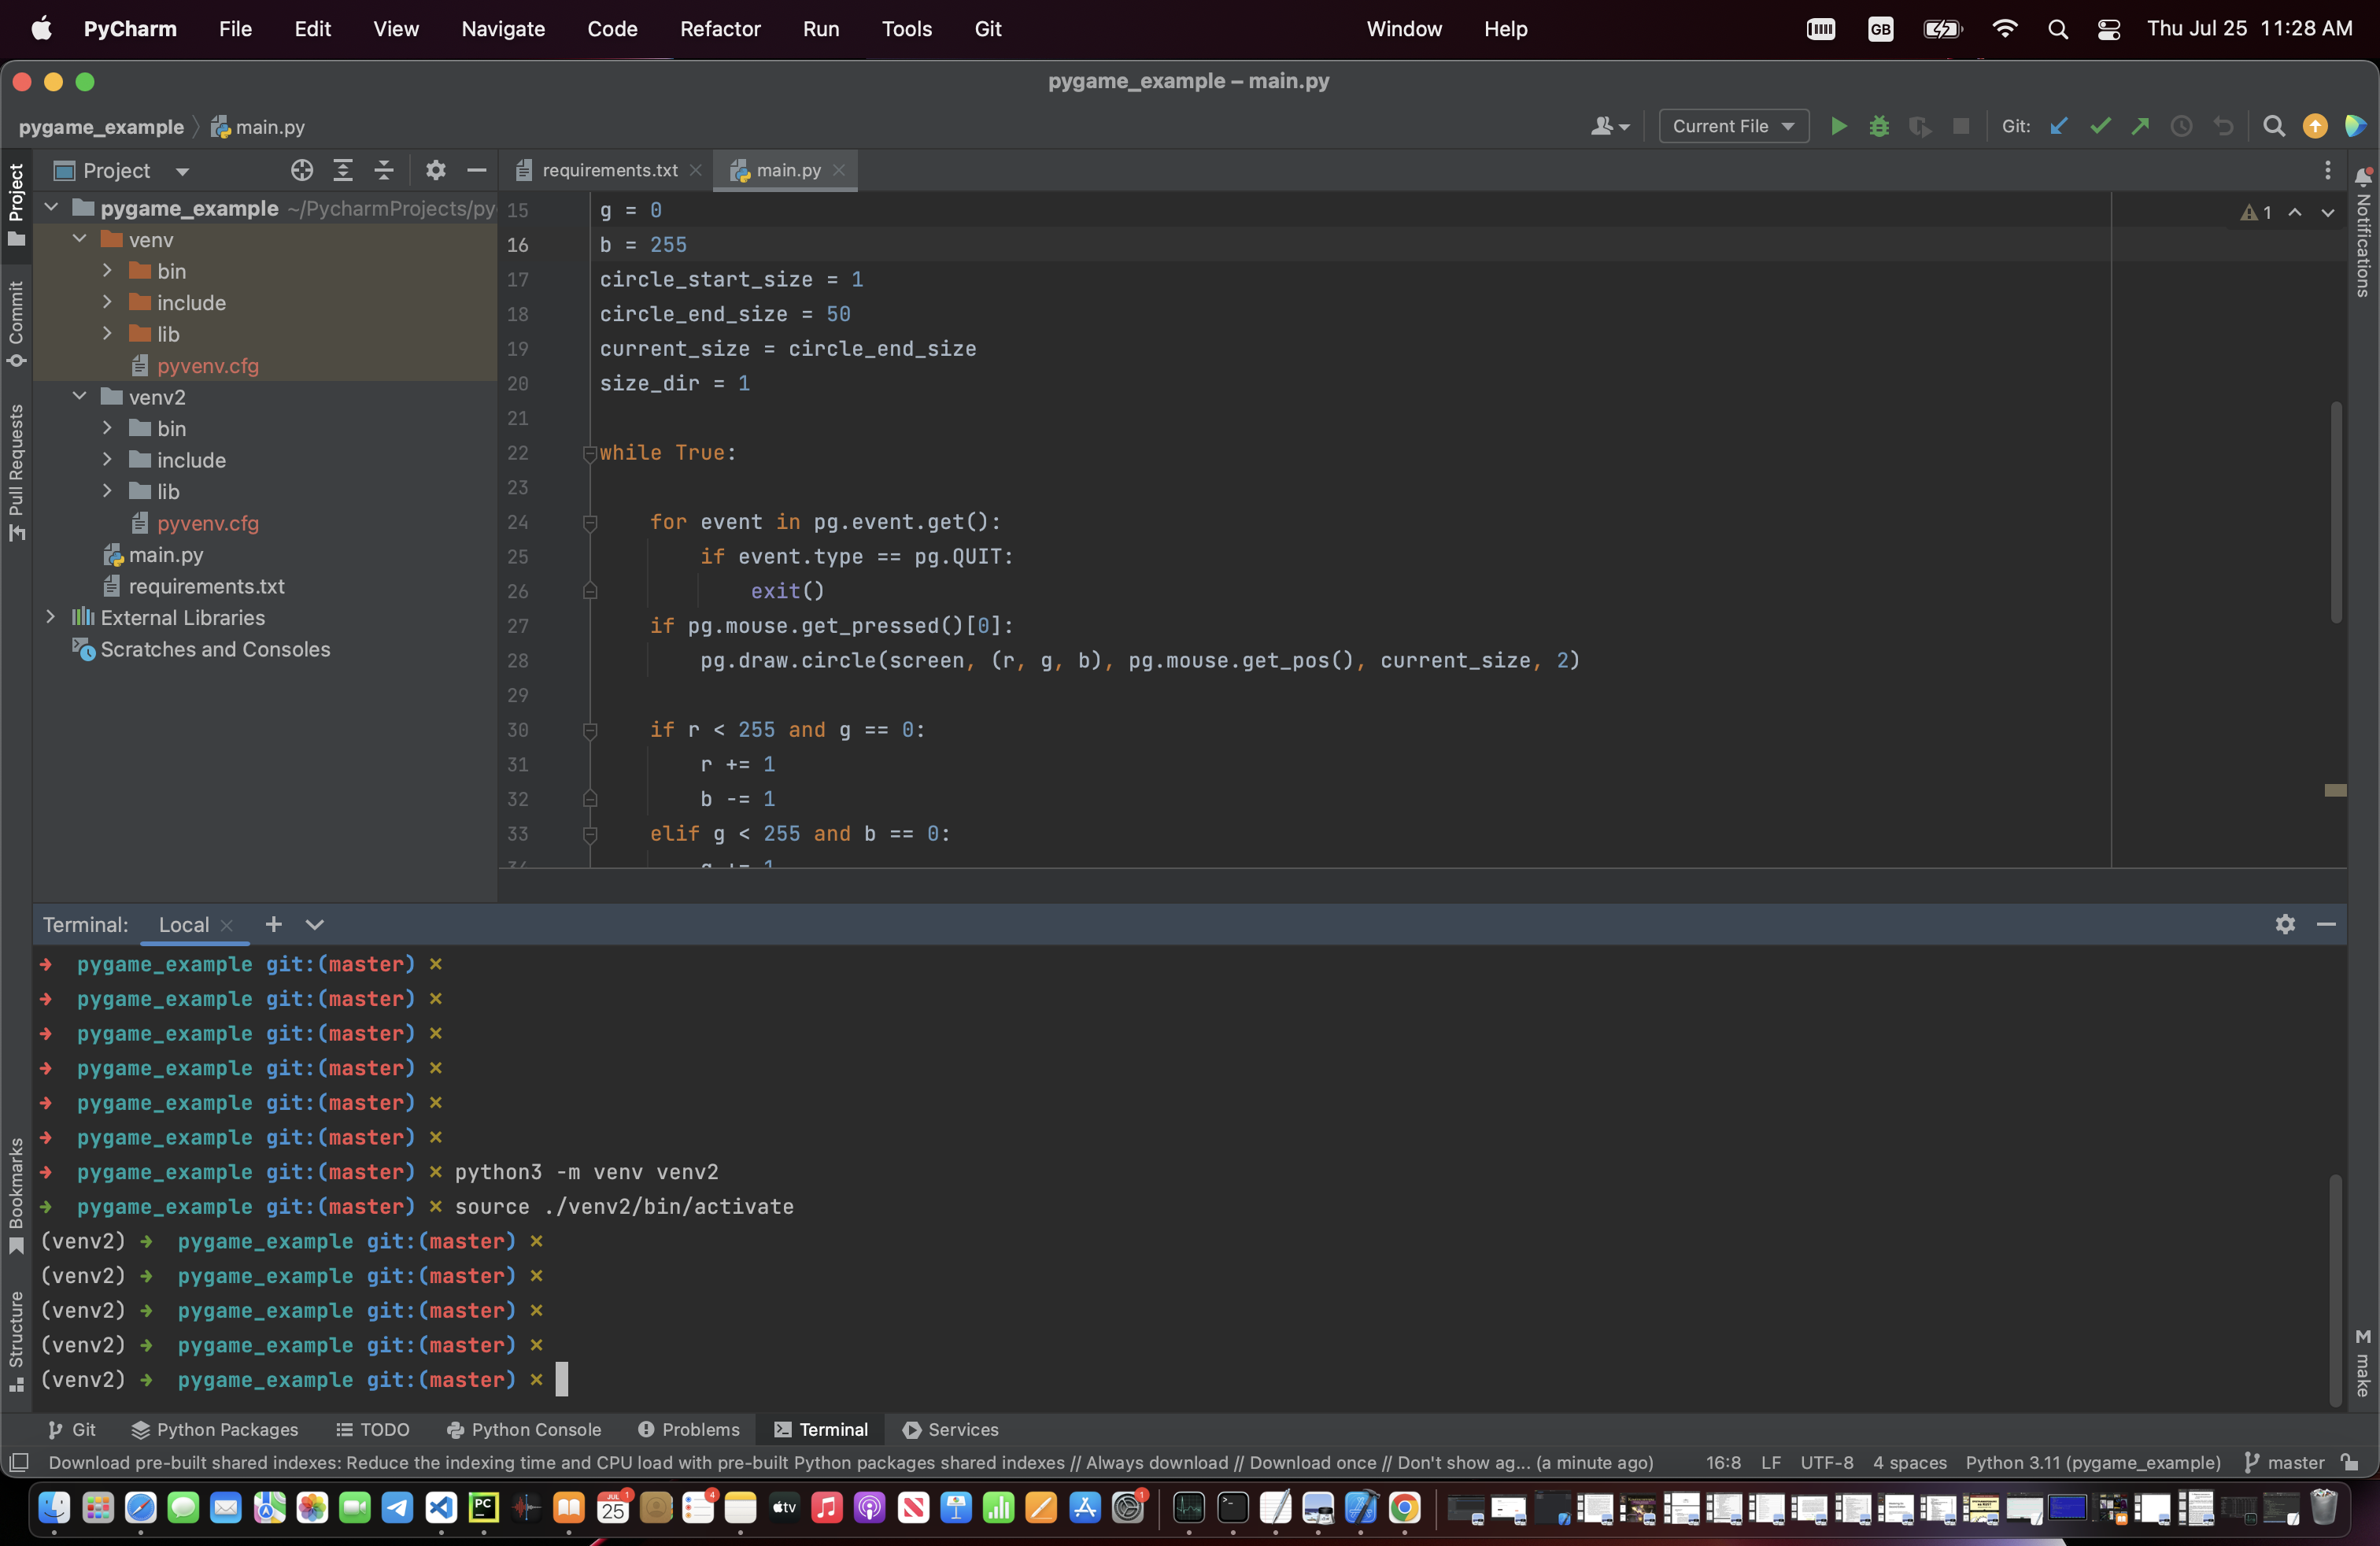 PyCharm File Edit View Navigate Code Refactor Run Tools Git Window Help GB Thu Jul 25 11:28 AM
pygame_example – main.py
pygame_example main.py Current File Git:
Project requirements.txt main.py
pygame_example ~/PycharmProjects/py
venv
bin
include
lib
pyvenv.cfg
venv2
bin
include
lib
pyvenv.cfg
main.py
requirements.txt
External Libraries
Scratches and Consoles
Project
Commit
Pull Requests
Bookmarks
Structure
1
15 g = 0
16 b = 255
17 circle_start_size = 1
18 circle_end_size = 50
19 current_size = circle_end_size
20 size_dir = 1
21
22 while True:
23
24 for event in pg.event.get():
25 if event.type == pg.QUIT:
26 exit()
27 if pg.mouse.get_pressed()[0]:
28 pg.draw.circle(screen, (r, g, b), pg.mouse.get_pos(), current_size, 2)
29
30 if r < 255 and g == 0:
31 r += 1
32 b -= 1
33 elif g < 255 and b == 0:
34 g += 1
Notifications
make
Terminal: Local
➜ pygame_example git:(master) ×
➜ pygame_example git:(master) ×
➜ pygame_example git:(master) ×
➜ pygame_example git:(master) ×
➜ pygame_example git:(master) ×
➜ pygame_example git:(master) ×
➜ pygame_example git:(master) × python3 -m venv venv2
➜ pygame_example git:(master) × source ./venv2/bin/activate
(venv2) ➜ pygame_example git:(master) ×
(venv2) ➜ pygame_example git:(master) ×
(venv2) ➜ pygame_example git:(master) ×
(venv2) ➜ pygame_example git:(master) ×
(venv2) ➜ pygame_example git:(master) ×
Git Python Packages TODO Python Console Problems Terminal Services
Download pre-built shared indexes: Reduce the indexing time and CPU load with pre-built Python packages shared indexes // Always download // Download once // Don't show ag... (a minute ago) 16:8 LF UTF-8 4 spaces Python 3.11 (pygame_example) master
PC JUL 25 1 4 tv 1